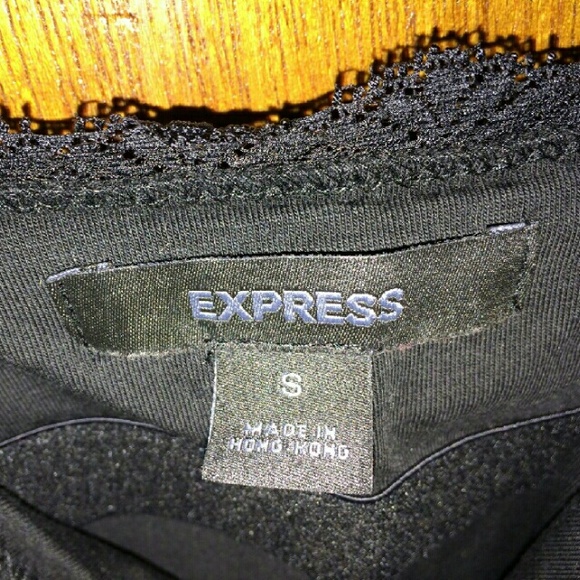 EXPRESS
S
MADE IN
HONG KONG